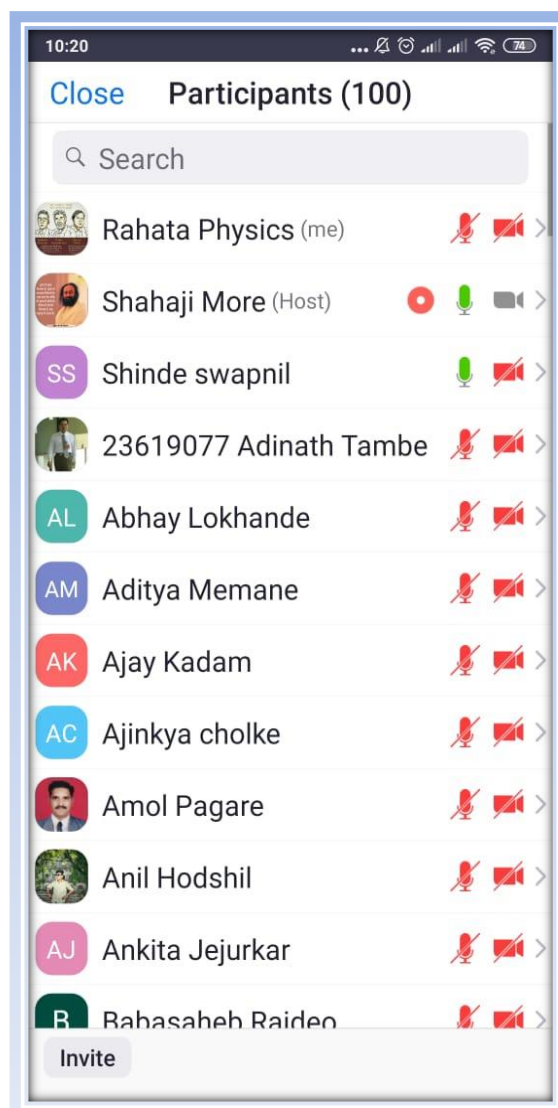 10:20
74
Close Participants (100)
Search
Rahata Physics (me)
Shahaji More (Host)
SS Shinde swapnil
23619077 Adinath Tambe
AL Abhay Lokhande
AM Aditya Memane
AK Ajay Kadam
AC Ajinkya cholke
Amol Pagare
Anil Hodshil
AJ Ankita Jejurkar
B Babasaheb Raideo
Invite